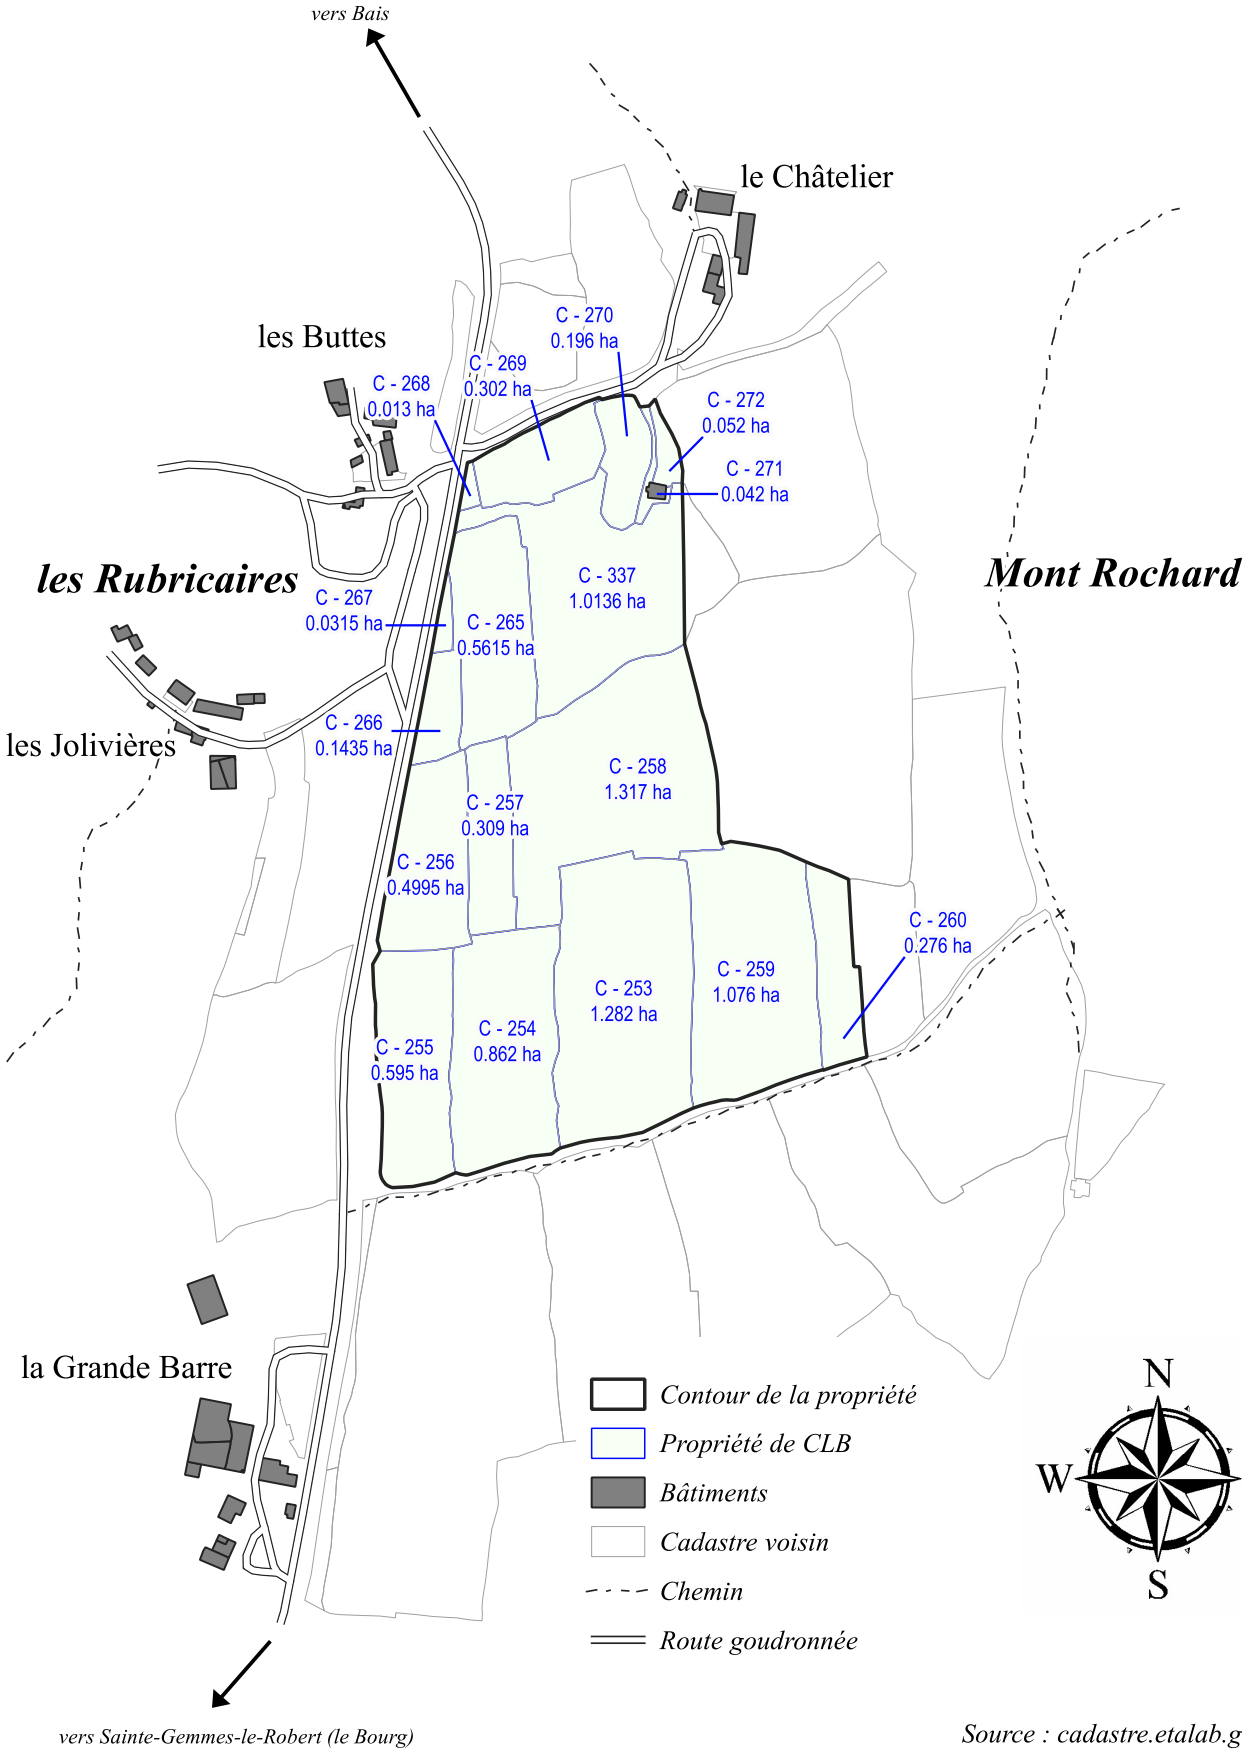 vers Bais
le Châtelier
C - 270
0.196 ha
les Buttes
C - 269
0.302 ha
C - 268
0.013 ha
C - 272
0.052 ha
C - 271
0.042 ha
les Rubricaires
Mont Rochard
C - 337
1.0136 ha
C - 267
0.0315 ha
C - 265
0.5615 ha
C - 266
0.1435 ha
les Jolivières
C - 258
1.317 ha
C - 257
0.309 ha
C - 256
0.4995 ha
C - 260
0.276 ha
C - 259
1.076 ha
C - 253
1.282 ha
C - 254
0.862 ha
C - 255
0.595 ha
la Grande Barre
Contour de la propriété
Propriété de CLB
Bâtiments
Cadastre voisin
Chemin
Route goudronnée
N
W
S
vers Sainte-Gemmes-le-Robert (le Bourg)
Source : cadastre.etalab.g